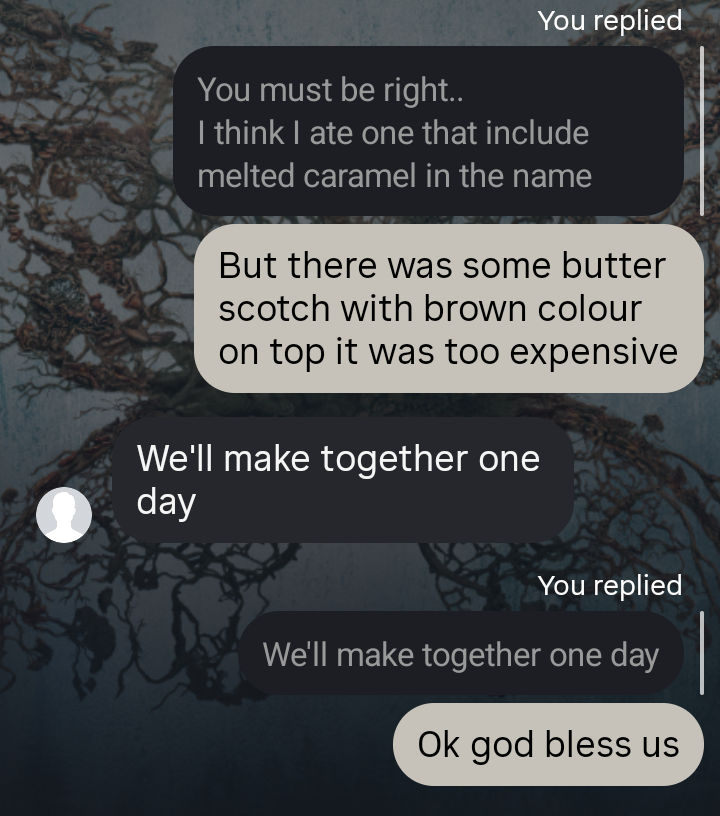 You replied
You must be right..
I think I ate one that include
melted caramel in the name
But there was some butter
scotch with brown colour
on top it was too expensive
We'll make together one
day
You replied
We'll make together one day
Ok god bless us